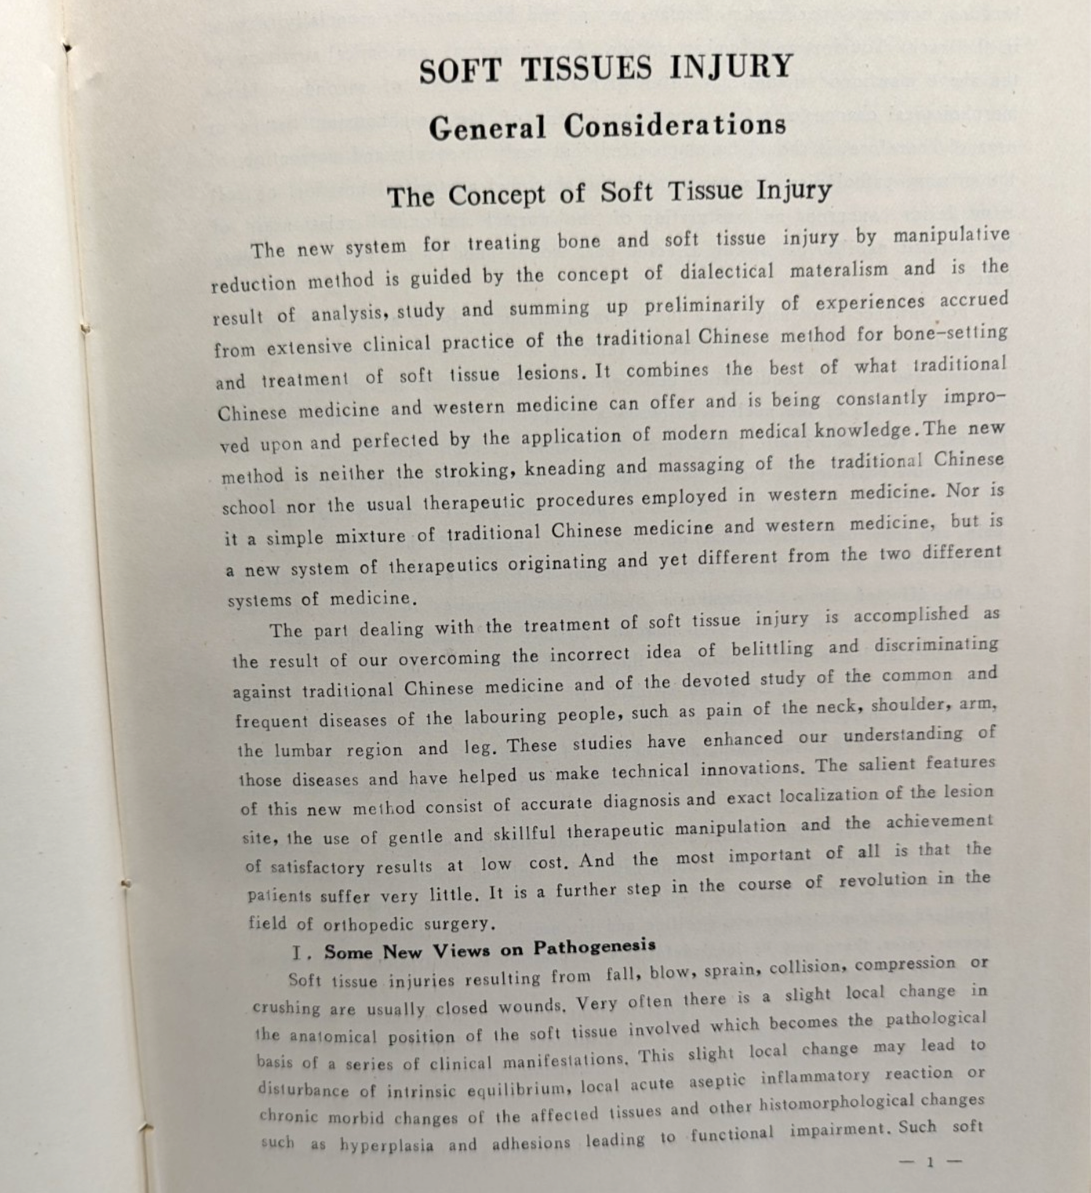 SOFT TISSUES INJURY
General Considerations
The Concept of Soft Tissue Injury
The new system for treating bone and soft tissue injury by manipulative
reduction method is guided by the concept of dialectical materalism and is the
result of analysis, study and summing up preliminarily of experiences accrued
from extensive clinical practice of the traditional Chinese method for bone-setting
and treatment of soft tissue lesions. It combines the best of what traditional
Chinese medicine and western medicine can offer and is being constantly impro-
ved upon and perfected by the application of modern medical knowledge. The new
method is neither the stroking, kneading and massaging of the traditional Chinese
school nor the usual therapeutic procedures employed in western medicine. Nor is
it a simple mixture of traditional Chinese medicine and western medicine, but is
a new system of therapeutics originating and yet different from the two different
systems of medicine.
The part dealing with the treatment of soft tissue injury is accomplished as
the result of our overcoming the incorrect idea of belittling and discriminating
against traditional Chinese medicine and of the devoted study of the common and
frequent diseases of the labouring people, such as pain of the neck, shoulder, arm,
the lumbar region and leg. These studies have enhanced our understanding of
those diseases and have helped us make technical innovations. The salient features
of this new method consist of accurate diagnosis and exact localization of the lesion
site, the use of gentle and skillful therapeutic manipulation and the achievement
of satisfactory results at low cost. And the most important of all is that the
patients suffer very little. It is a further step in the course of revolution in the
field of orthopedic surgery.
I. Some New Views on Pathogenesis
Soft tissue injuries resulting from fall, blow, sprain, collision, compression or
crushing are usually closed wounds. Very often there is a slight local change in
the anatomical position of the soft tissue involved which becomes the pathological
basis of a series of clinical manifestations. This slight local change may lead to
disturbance of intrinsic equilibrium, local acute aseptic inflammatory reaction or
chronic morbid changes of the affected tissues and other histomorphological changes
such as hyperplasia and adhesions leading to functional impairment. Such soft
— 1 —